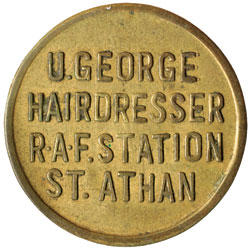 U.GEORGE
HAIRDRESSER
R·A·F.STATION
ST. ATHAN